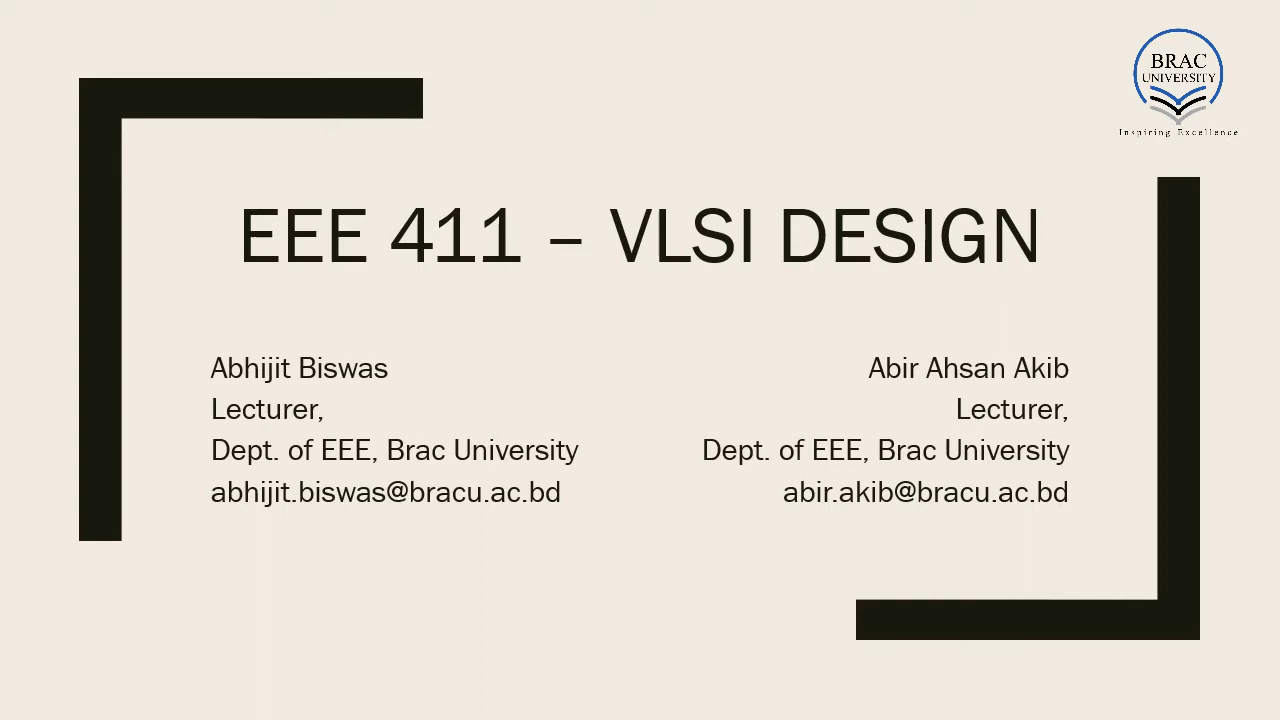 BRAC
UNIVERSITY
Inspiring Excellence
EEE 411 – VLSI DESIGN
Abhijit Biswas
Lecturer,
Dept. of EEE, Brac University
abhijit.biswas@bracu.ac.bd
Abir Ahsan Akib
Lecturer,
Dept. of EEE, Brac University
abir.akib@bracu.ac.bd